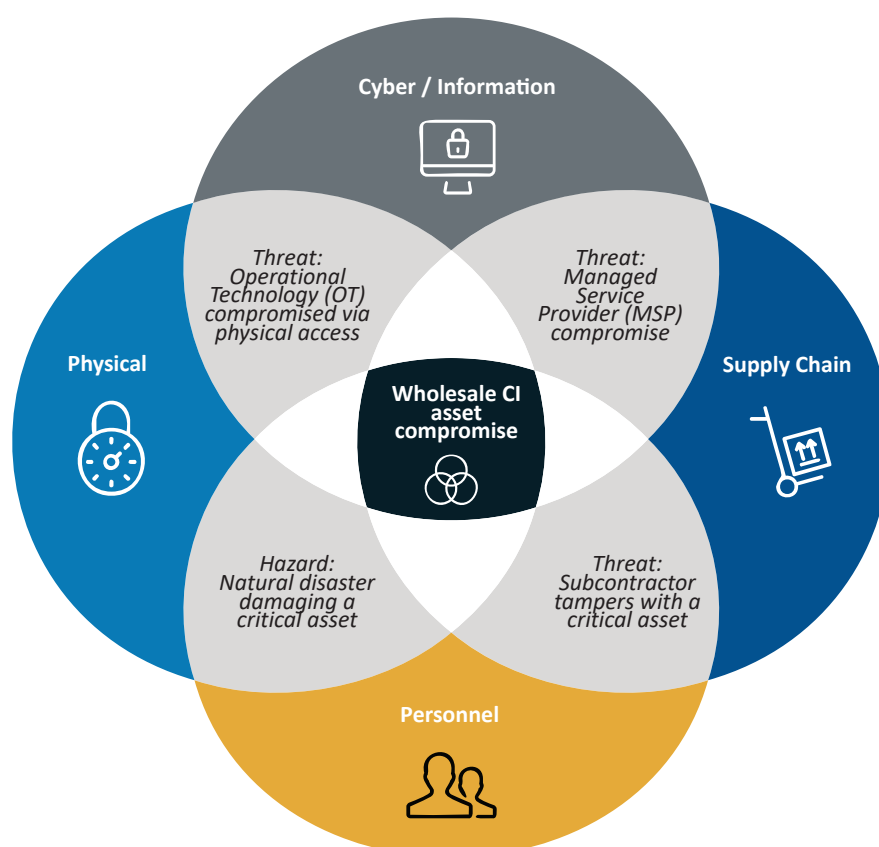 Cyber / Information
Threat:
Operational
Technology (OT)
compromised via
physical access
Threat:
Managed
Service
Provider (MSP)
compromise
Physical
Wholesale CI
asset
compromise
Supply Chain
Hazard:
Natural disaster
damaging a
critical asset
Threat:
Subcontractor
tampers with a
critical asset
Personnel